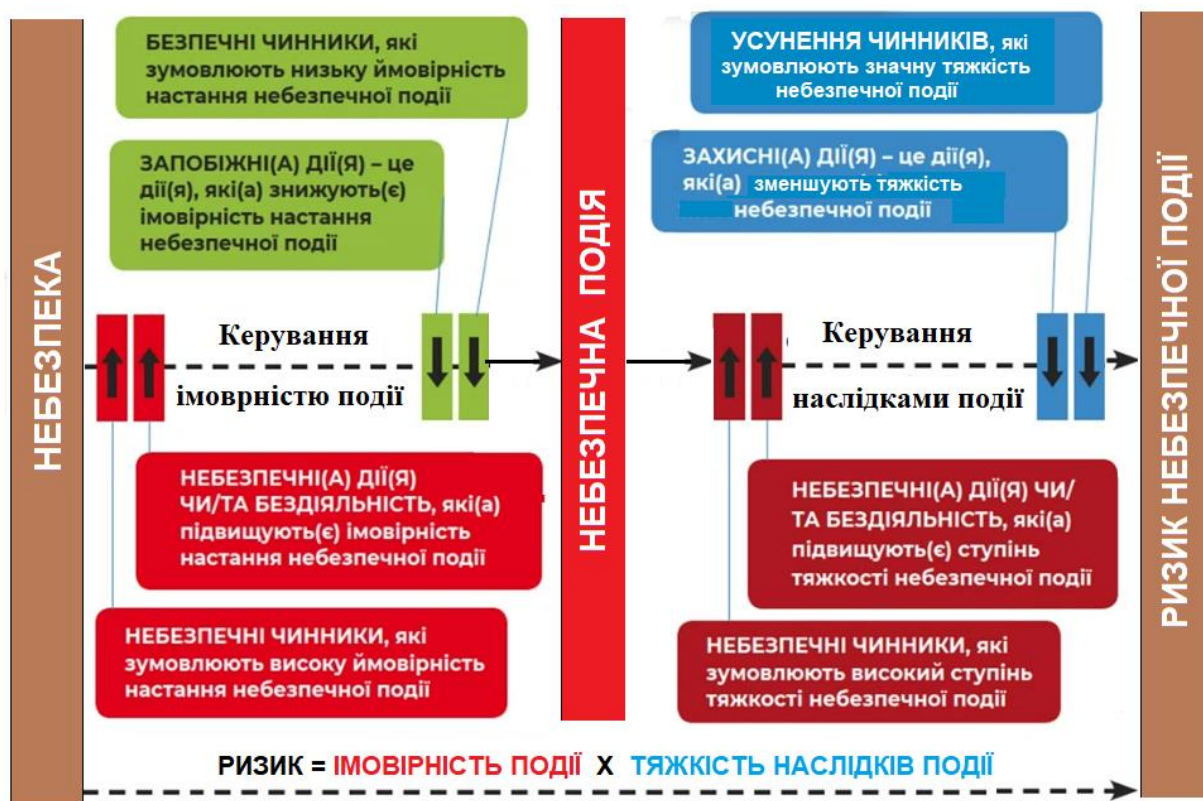 НЕБЕЗПЕКА
БЕЗПЕЧНІ ЧИННИКИ, які
зумовлюють низьку ймовірність
настання небезпечної події
ЗАПОБІЖНІ(А) ДІЇ(Я) – це
дії(я), які(а) знижують(є)
імовірність настання
небезпечної події
Керування
імоврністю події
НЕБЕЗПЕЧНІ(А) ДІЇ(Я)
ЧИ/ТА БЕЗДІЯЛЬНІСТЬ, які(а)
підвищують(є) імовірність
настання небезпечної події
НЕБЕЗПЕЧНІ ЧИННИКИ, які
зумовлюють високу ймовірність
настання небезпечної події
НЕБЕЗПЕЧНА ПОДІЯ
УСУНЕННЯ ЧИННИКІВ, які
зумовлюють значну тяжкість
небезпечної події
ЗАХИСНІ(А) ДІЇ(Я) – це дії(я),
які(а) зменшують тяжкість
небезпечної події
Керування
наслідками події
НЕБЕЗПЕЧНІ(А) ДІЇ(Я) ЧИ/
ТА БЕЗДІЯЛЬНІСТЬ, які(а)
підвищують(є) ступінь
тяжкості небезпечної події
НЕБЕЗПЕЧНІ ЧИННИКИ, які
зумовлюють високий ступінь
тяжкості небезпечної події
РИЗИК НЕБЕЗПЕЧНОЇ ПОДІЇ
РИЗИК = ІМОВІРНІСТЬ ПОДІЇ Х ТЯЖКІСТЬ НАСЛІДКІВ ПОДІЇ